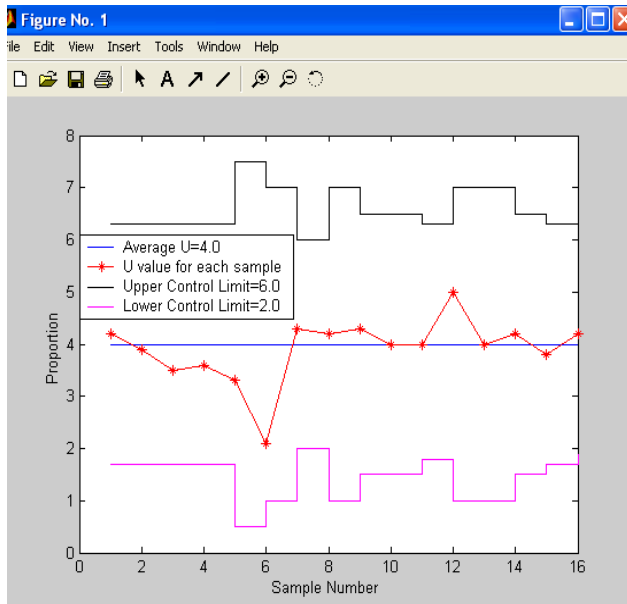 Figure No. 1
File Edit View Insert Tools Window Help
A
8
7
6
5
4
3
2
1
0
Average U=4.0
U value for each sample
Upper Control Limit=6.0
Lower Control Limit=2.0
Proportion
0 2 4 6 8 10 12 14 16
Sample Number